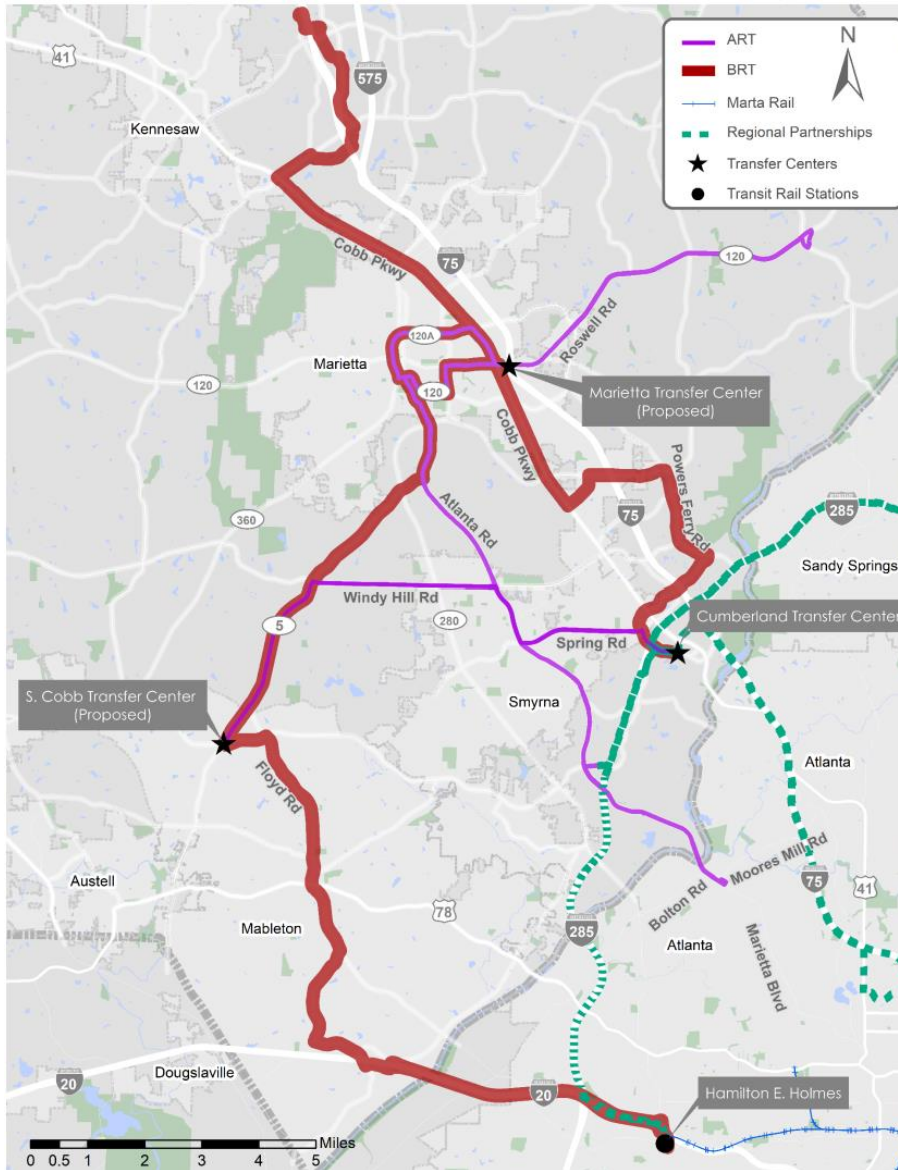 ART
BRT
Marta Rail
Regional Partnerships
Transfer Centers
Transit Rail Stations
N
41
575
Kennesaw
Cobb Pkwy
75
120
Roswell Rd
120A
Marietta
120
120
Marietta Transfer Center
(Proposed)
Cobb Pkwy
Powers Ferry Rd
285
Atlanta Rd
75
360
Sandy Springs
Windy Hill Rd
280
5
Spring Rd
Cumberland Transfer Center
S. Cobb Transfer Center
(Proposed)
Smyrna
Floyd Rd
Atlanta
Moores Mill Rd
Bolton Rd
75
41
Austell
78
Mableton
285
Atlanta
Marietta Blvd
Dougslaville
20
20
Hamilton E. Holmes
Miles
0 0.5 1 2 3 4 5